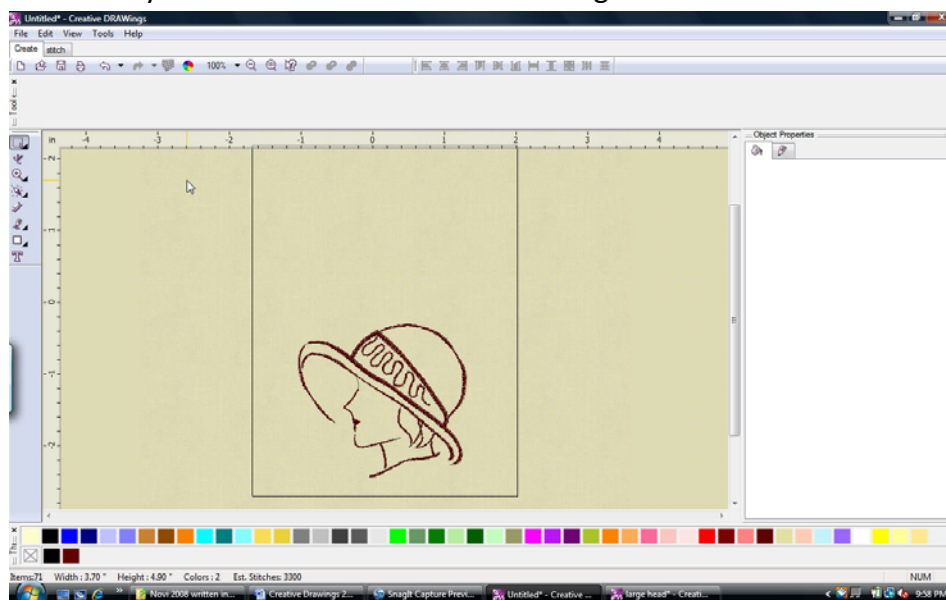 Untitled* - Creative DRAWings
File Edit View Tools Help
Create stitch
100%
in -4 -3 -2 -1 0 1 2 3 4
Object Properties
Items:71 Width : 3.70 " Height : 4.90 " Colors : 2 Est. Stitches: 3300 NUM
Novi 2008 written in... Creative Drawings 2... SnagIt Capture Previ... Untitled* - Creative ... large head* - Creati... 9:58 PM